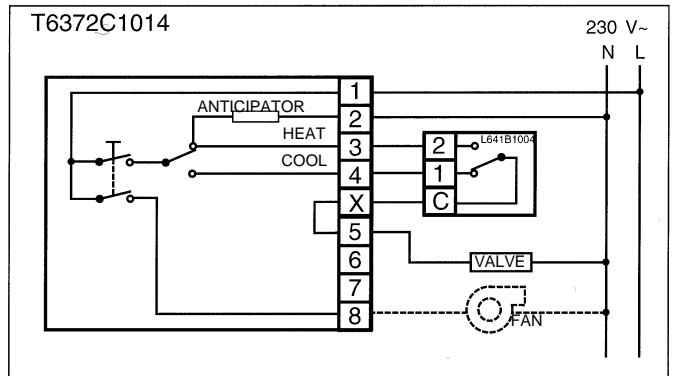 T6372C1014
230 V~
N L
1
ANTICIPATOR
2
HEAT
3
COOL
4
X
5
6
7
8
2
L641B1004
1
C
VALVE
FAN